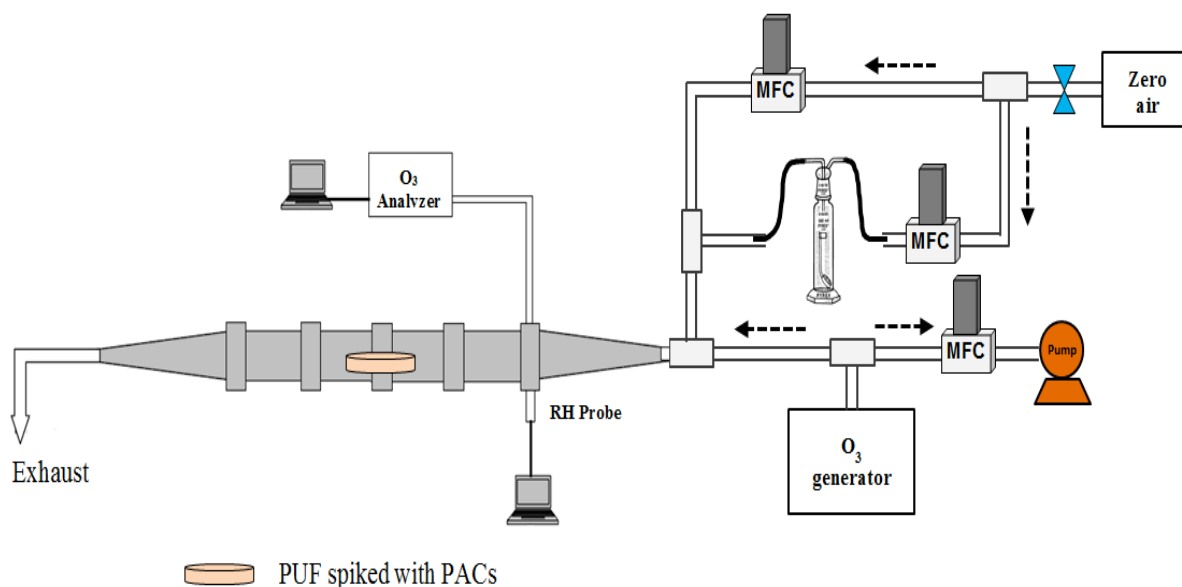 MFC
Zero
air
O3
Analyzer
MFC
MFC
Pump
RH Probe
O3
generator
Exhaust
PUF spiked with PACs